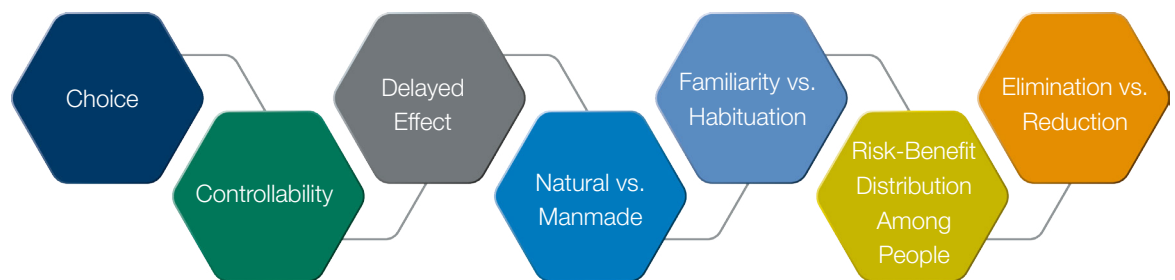 Choice
Controllability
Delayed
Effect
Natural vs.
Manmade
Familiarity vs.
Habituation
Risk-Benefit
Distribution
Among
People
Elimination vs.
Reduction